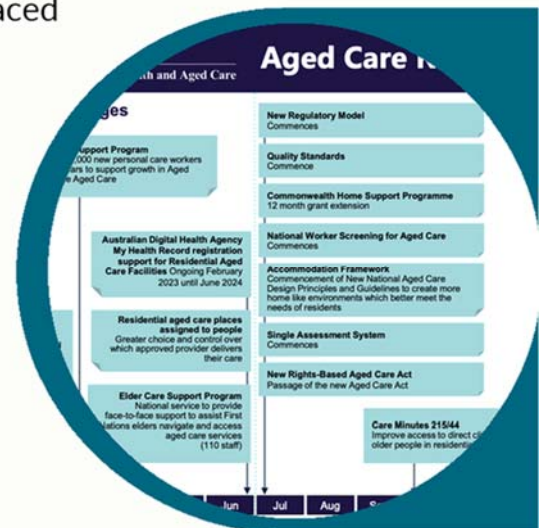 and Aged Care
Aged Care
Support Program
new personal care workers
to support growth in Aged
Aged Care
Australian Digital Health Agency
My Health Record registration
support for Residential Aged
Care Facilities Ongoing February
2023 until June 2024
Residential aged care places
assigned to people
Greater choice and control over
which approved provider delivers
their care
Elder Care Support Program
National service to provide
face-to-face support to assist First
Nations elders navigate and access
aged care services
(110 staff)
New Regulatory Model
Commences
Quality Standards
Commence
Commonwealth Home Support Programme
12 month grant extension
National Worker Screening for Aged Care
Commences
Accommodation Framework
Commencement of New National Aged Care
Design Principles and Guidelines to create more
home like environments which better meet the
needs of residents
Single Assessment System
Commences
New Rights-Based Aged Care Act
Passage of the new Aged Care Act
Care Minutes 215/44
Improve access to direct
older people in
Jun Jul Aug